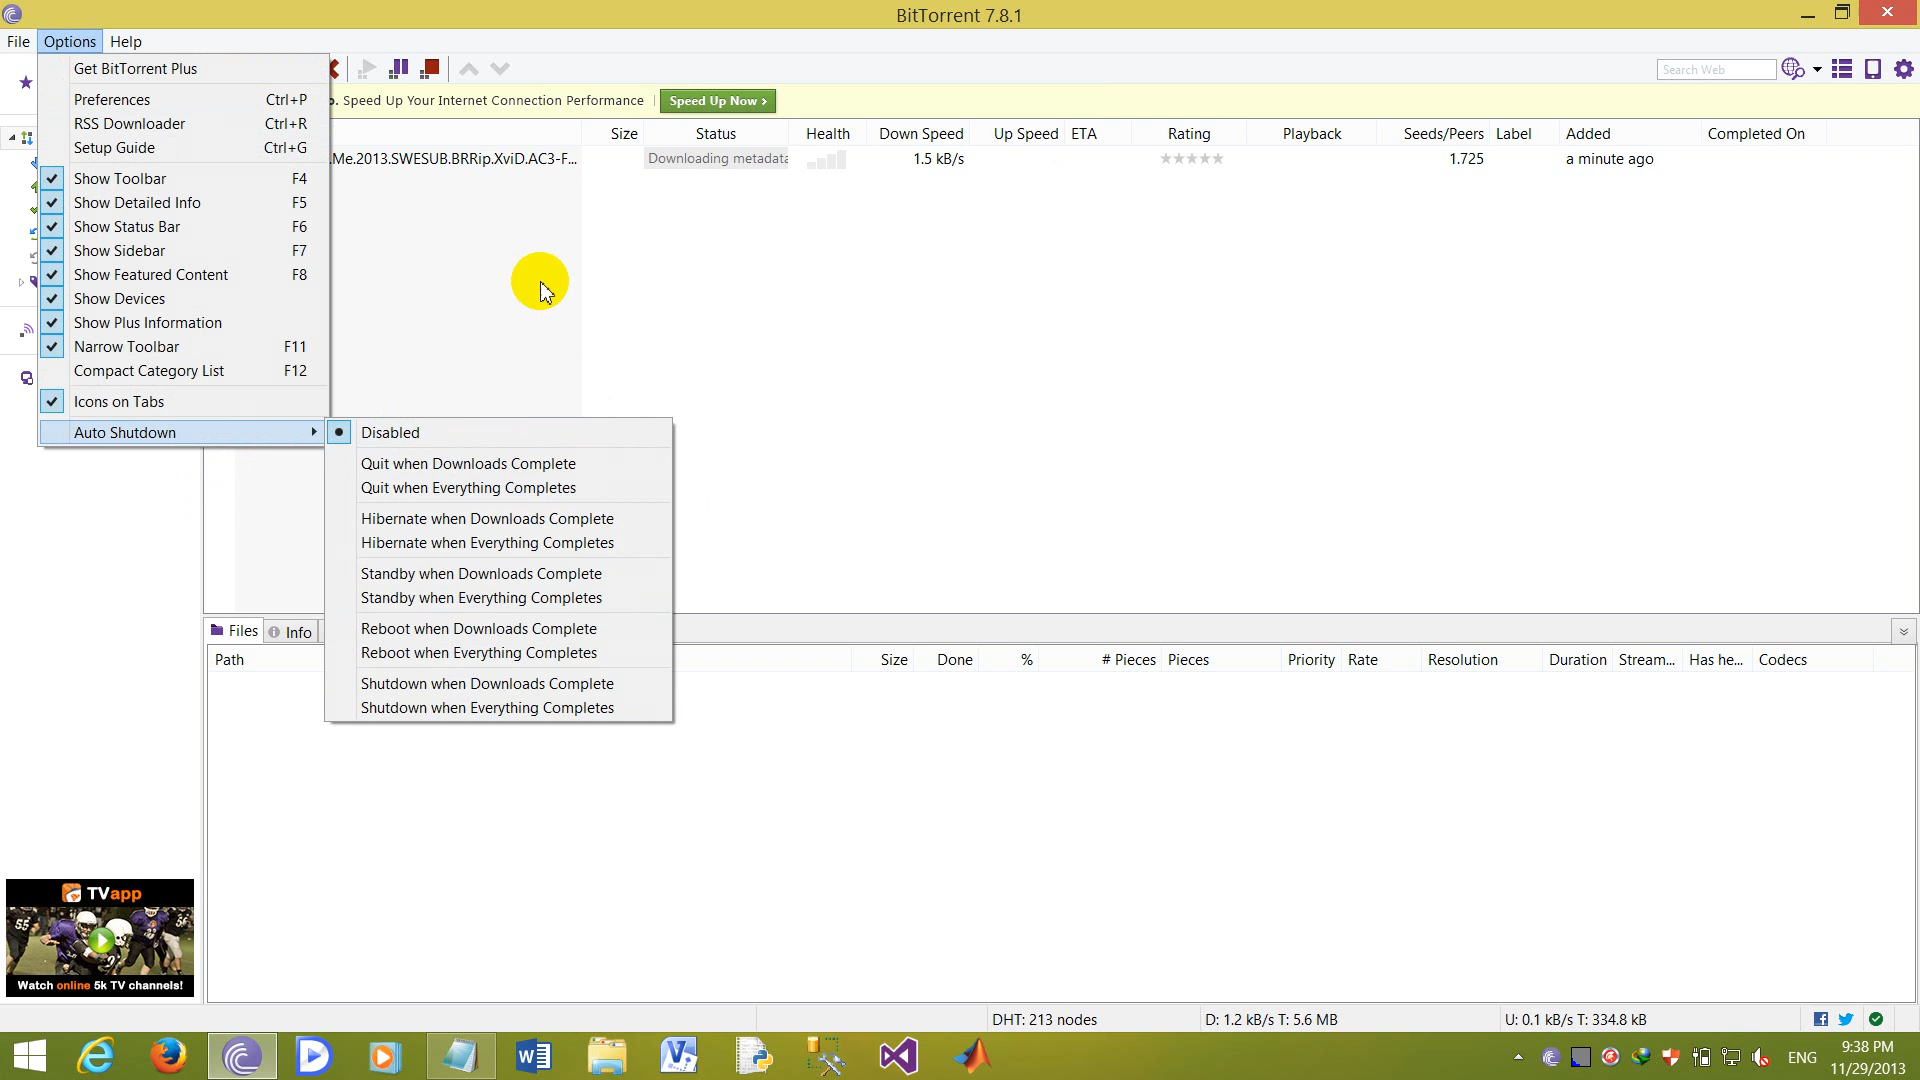 BitTorrent 7.8.1
File Options Help
Get BitTorrent Plus
Search Web
Preferences Ctrl+P
. Speed Up Your Internet Connection Performance Speed Up Now >
RSS Downloader Ctrl+R
Setup Guide Ctrl+G
Size Status Health Down Speed Up Speed ETA Rating Playback Seeds/Peers Label Added Completed On
.Me.2013.SWESUB.BRRip.XviD.AC3-F... Downloading metadata 1.5 kB/s 1.725 a minute ago
Show Toolbar F4
Show Detailed Info F5
Show Status Bar F6
Show Sidebar F7
Show Featured Content F8
Show Devices
Show Plus Information
Narrow Toolbar F11
Compact Category List F12
Icons on Tabs
Auto Shutdown
Disabled
Quit when Downloads Complete
Quit when Everything Completes
Hibernate when Downloads Complete
Hibernate when Everything Completes
Standby when Downloads Complete
Standby when Everything Completes
Reboot when Downloads Complete
Reboot when Everything Completes
Shutdown when Downloads Complete
Shutdown when Everything Completes
Files Info
Path Size Done % # Pieces Pieces Priority Rate Resolution Duration Stream... Has he... Codecs
TVapp
55
Watch online 5k TV channels!
DHT: 213 nodes D: 1.2 kB/s T: 5.6 MB U: 0.1 kB/s T: 334.8 kB
ENG
9:38 PM
11/29/2013